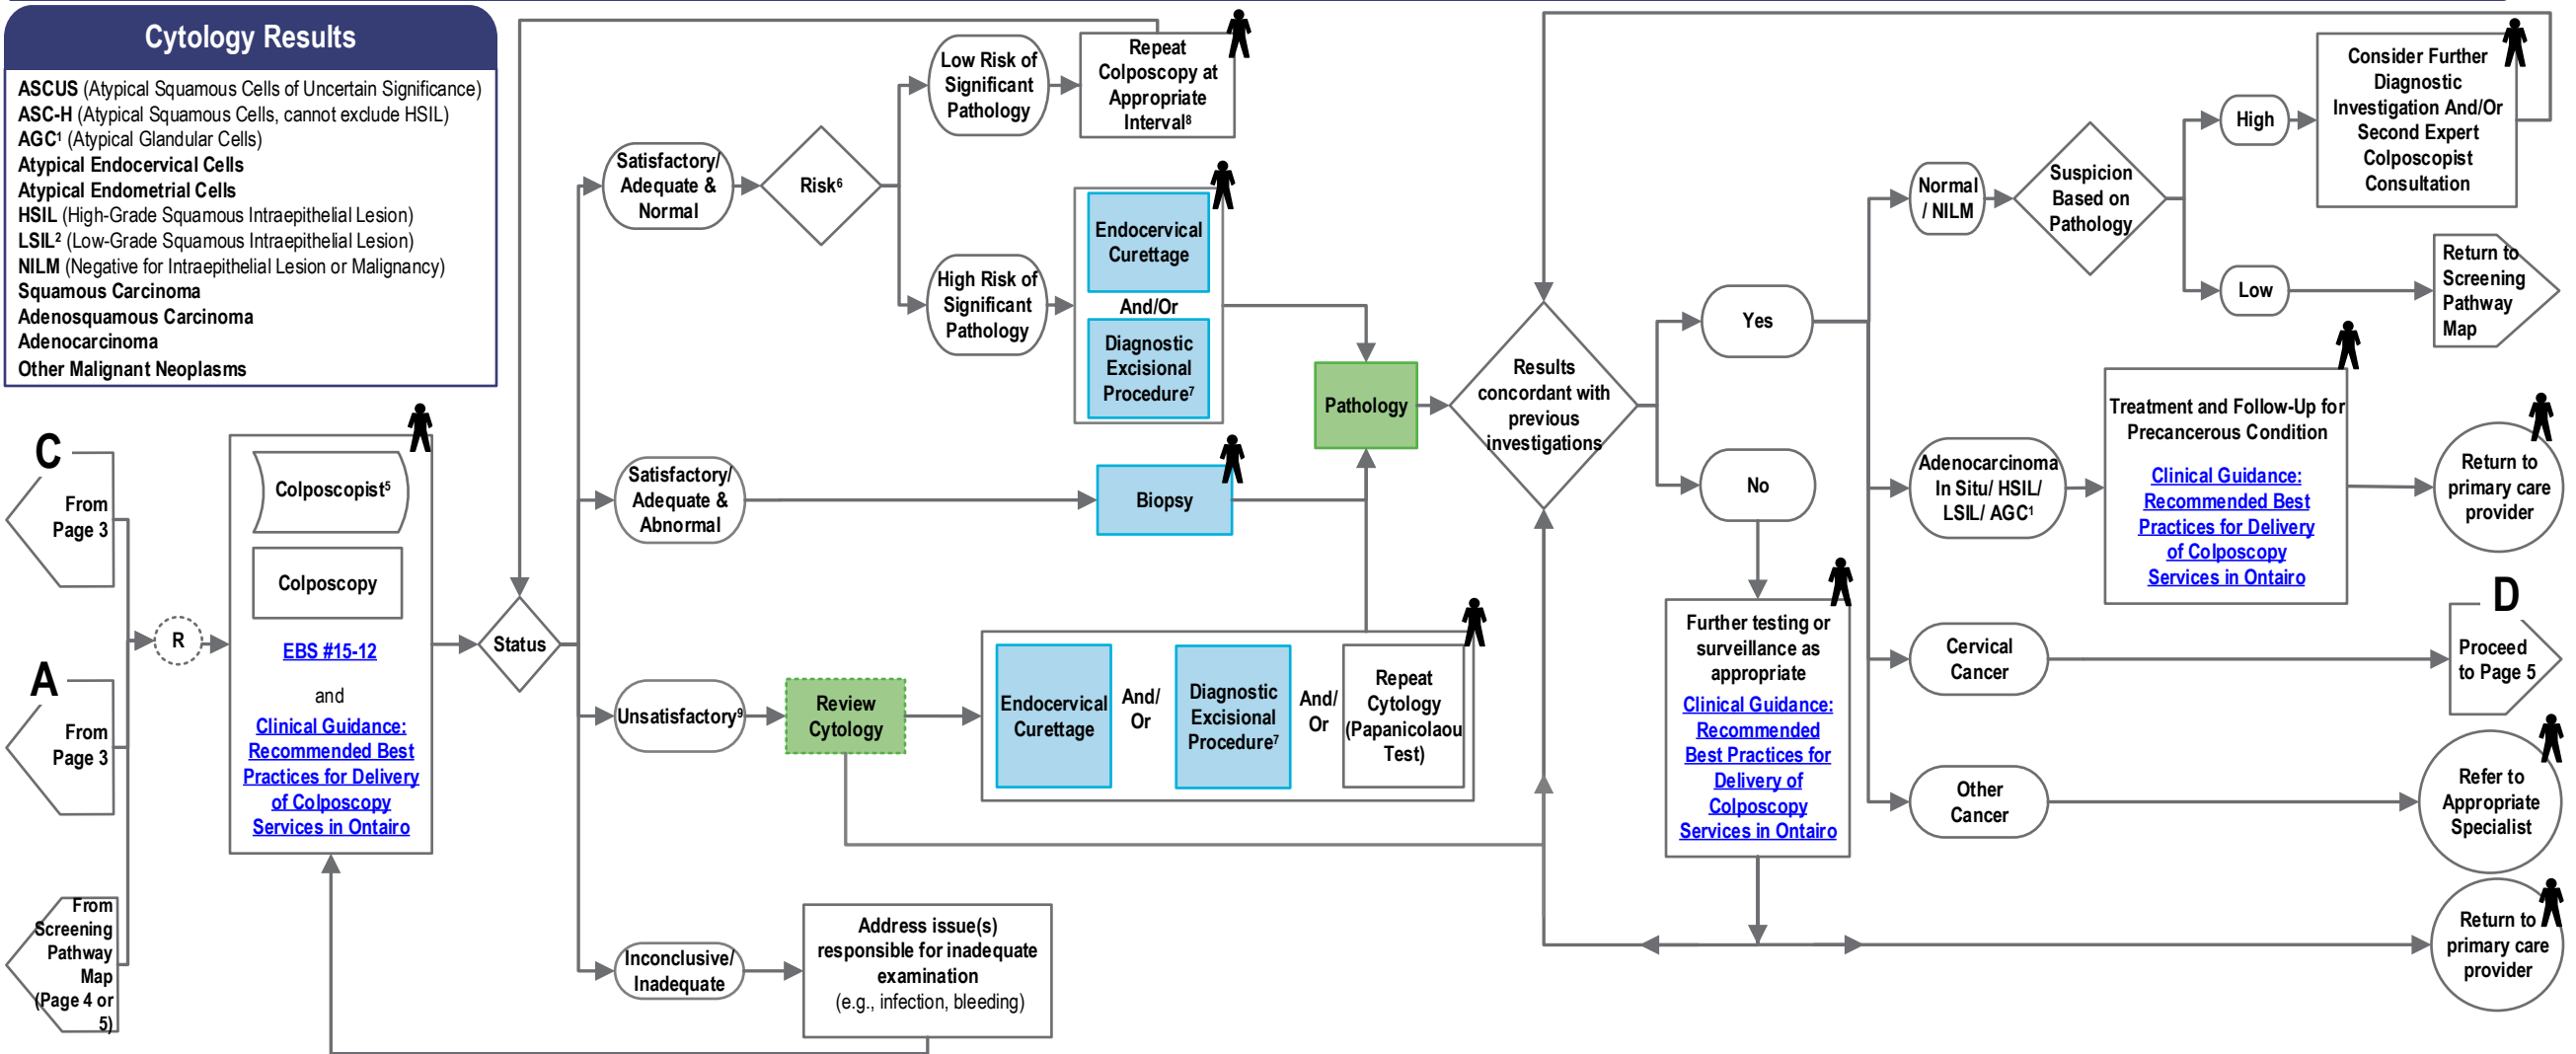 Cytology Results
ASCUS (Atypical Squamous Cells of Uncertain Significance)
ASC-H (Atypical Squamous Cells, cannot exclude HSIL)
AGC¹ (Atypical Glandular Cells)
Atypical Endocervical Cells
Atypical Endometrial Cells
HSIL (High-Grade Squamous Intraepithelial Lesion)
LSIL² (Low-Grade Squamous Intraepithelial Lesion)
NILM (Negative for Intraepithelial Lesion or Malignancy)
Squamous Carcinoma
Adenosquamous Carcinoma
Adenocarcinoma
Other Malignant Neoplasms
C
From
Page 3
A
From
Page 3
From
Screening
Pathway
Map
(Page 4 or
5)
R
Colposcopist⁵
Colposcopy
EBS #15-12
and
Clinical Guidance:
Recommended Best
Practices for Delivery
of Colposcopy
Services in Ontairo
Status
Satisfactory/
Adequate &
Normal
Risk⁶
Low Risk of
Significant
Pathology
Repeat
Colposcopy at
Appropriate
Interval⁸
High Risk of
Significant
Pathology
Endocervical
Curettage
And/Or
Diagnostic
Excisional
Procedure⁷
Satisfactory/
Adequate &
Abnormal
Biopsy
Unsatisfactory⁹
Review
Cytology
Endocervical
Curettage
And/
Or
Diagnostic
Excisional
Procedure⁷
And/
Or
Repeat
Cytology
(Papanicolaou
Test)
Inconclusive/
Inadequate
Address issue(s)
responsible for inadequate
examination
(e.g., infection, bleeding)
Pathology
Results
concordant with
previous
investigations
Yes
No
Further testing or
surveillance as
appropriate
Clinical Guidance:
Recommended
Best Practices for
Delivery of
Colposcopy
Services in Ontairo
Normal
/ NILM
Suspicion
Based on
Pathology
High
Consider Further
Diagnostic
Investigation And/Or
Second Expert
Colposcopist
Consultation
Low
Return to
Screening
Pathway
Map
Adenocarcinoma
In Situ/ HSIL/
LSIL/ AGC¹
Treatment and Follow-Up for
Precancerous Condition
Clinical Guidance:
Recommended Best
Practices for Delivery
of Colposcopy
Services in Ontairo
Return to
primary care
provider
Cervical
Cancer
D
Proceed
to Page 5
Other
Cancer
Refer to
Appropriate
Specialist
Return to
primary care
provider